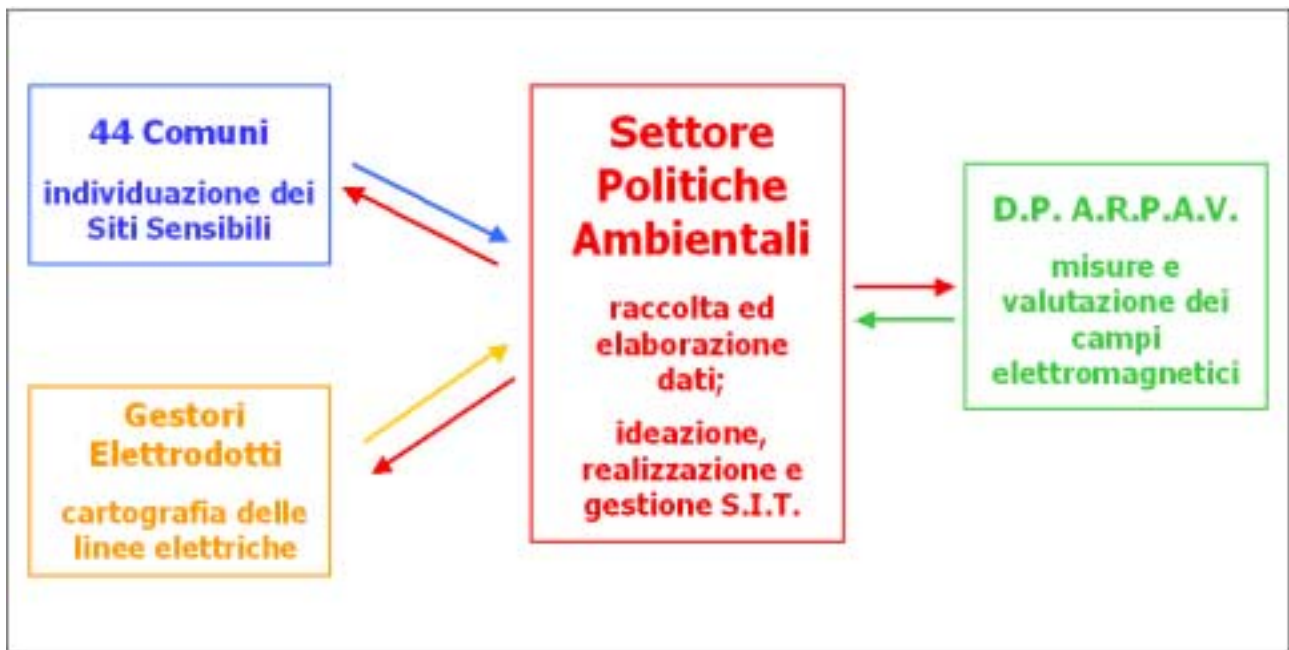 44 Comuni
individuazione dei
Siti Sensibili
Gestori
Elettrodotti
cartografia delle
linee elettriche
Settore
Politiche
Ambientali
raccolta ed
elaborazione
dati;
ideazione,
realizzazione e
gestione S.I.T.
D.P. A.R.P.A.V.
misure e
valutazione dei
campi
elettromagnetici